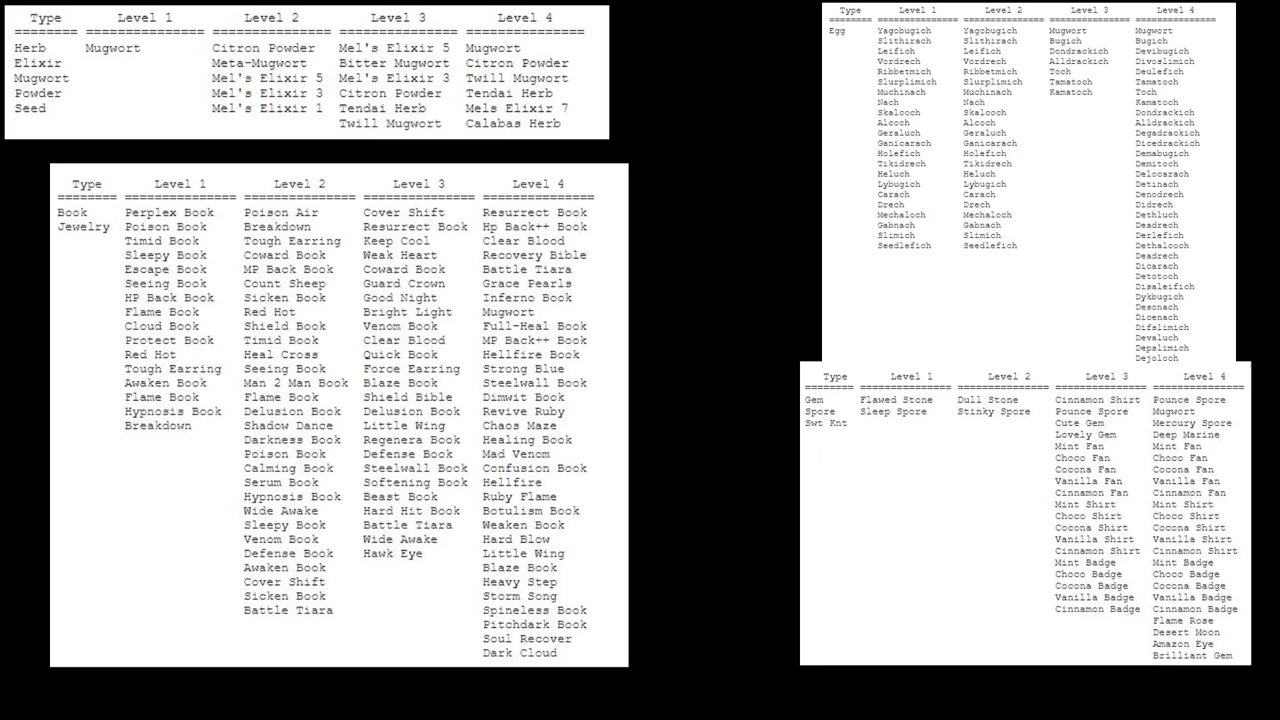 Type Level 1 Level 2 Level 3 Level 4
======== =============== =============== =============== ===============
Herb Mugwort Citron Powder Mel's Elixir 5 Mugwort
Elixir Meta-Mugwort Bitter Mugwort Citron Powder
Mugwort Mel's Elixir 5 Mel's Elixir 3 Twill Mugwort
Powder Mel's Elixir 3 Citron Powder Tendai Herb
Seed Mel's Elixir 1 Tendai Herb Mels Elixir 7
Twill Mugwort Calabas Herb
Type Level 1 Level 2 Level 3 Level 4
======== =============== =============== =============== ===============
Book Perplex Book Poison Air Cover Shift Resurrect Book
Jewelry Poison Book Breakdown Resurrect Book Hp Back++ Book
Timid Book Tough Earring Keep Cool Clear Blood
Sleepy Book Coward Book Weak Heart Recovery Bible
Escape Book MP Back Book Coward Book Battle Tiara
Seeing Book Count Sheep Guard Crown Grace Pearls
HP Back Book Sicken Book Good Night Inferno Book
Flame Book Red Hot Bright Light Mugwort
Cloud Book Shield Book Venom Book Full-Heal Book
Protect Book Timid Book Clear Blood MP Back++ Book
Red Hot Heal Cross Quick Book Hellfire Book
Tough Earring Seeing Book Force Earring Strong Blue
Awaken Book Man 2 Man Book Blaze Book Steelwall Book
Flame Book Flame Book Shield Bible Dimwit Book
Hypnosis Book Delusion Book Delusion Book Revive Ruby
Breakdown Shadow Dance Little Wing Chaos Maze
Darkness Book Regenera Book Healing Book
Poison Book Defense Book Mad Venom
Calming Book Steelwall Book Confusion Book
Serum Book Softening Book Hellfire
Hypnosis Book Beast Book Ruby Flame
Wide Awake Hard Hit Book Botulism Book
Sleepy Book Battle Tiara Weaken Book
Venom Book Wide Awake Hard Blow
Defense Book Hawk Eye Little Wing
Awaken Book Blaze Book
Cover Shift Heavy Step
Sicken Book Storm Song
Battle Tiara Spineless Book
Pitchdark Book
Soul Recover
Dark Cloud
Type Level 1 Level 2 Level 3 Level 4
======== =============== =============== =============== ===============
Egg Yagobugich Yagobugich Mugwort Mugwort
Slithirach Slithirach Bugich Bugich
Leifich Leifich Dondrackich Devibugich
Vordrech Vordrech Alldrackich Divoslimich
Ribbetmich Ribbetmich Toch Deulefich
Slurplimich Slurplimich Tamatoch Tamatoch
Muchinach Muchinach Kamatoch Toch
Nach Nach Kamatoch
Skalcoch Skalcoch Dondrackich
Alcoch Alcoch Alldrackich
Geraluch Geraluch Degadrackich
Ganicarach Ganicarach Dicedrackich
Holefich Holefich Demabugich
Tikidrech Tikidrech Demitoch
Heluch Heluch Delocarach
Lybugich Lybugich Detinach
Carach Carach Denodrech
Drech Drech Didrech
Mechaloch Mechaloch Dethluch
Gabnach Gabnach Deadrech
Slimich Slimich Derlefich
Seedlefich Seedlefich Dethalcoch
Deadrech
Dicarach
Detotoch
Disaleifich
Dykbugich
Desonach
Dicenach
Difslimich
Devaluch
Depslimich
Dejoloch
Type Level 1 Level 2 Level 3 Level 4
======== =============== =============== =============== ===============
Gem Flawed Stone Dull Stone Cinnamon Shirt Pounce Spore
Spore Sleep Spore Stinky Spore Pounce Spore Mugwort
Swt Knt Cute Gem Mercury Spore
Lovely Gem Deep Marine
Mint Fan Mint Fan
Choco Fan Choco Fan
Cocona Fan Cocona Fan
Vanilla Fan Vanilla Fan
Cinnamon Fan Cinnamon Fan
Mint Shirt Mint Shirt
Choco Shirt Choco Shirt
Cocona Shirt Cocona Shirt
Vanilla Shirt Vanilla Shirt
Cinnamon Shirt Cinnamon Shirt
Mint Badge Mint Badge
Choco Badge Choco Badge
Cocona Badge Cocona Badge
Vanilla Badge Vanilla Badge
Cinnamon Badge Cinnamon Badge
Flame Rose
Desert Moon
Amazon Eye
Brilliant Gem